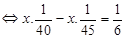 ⇔ x.1/40 − x.1/45 = 1/6